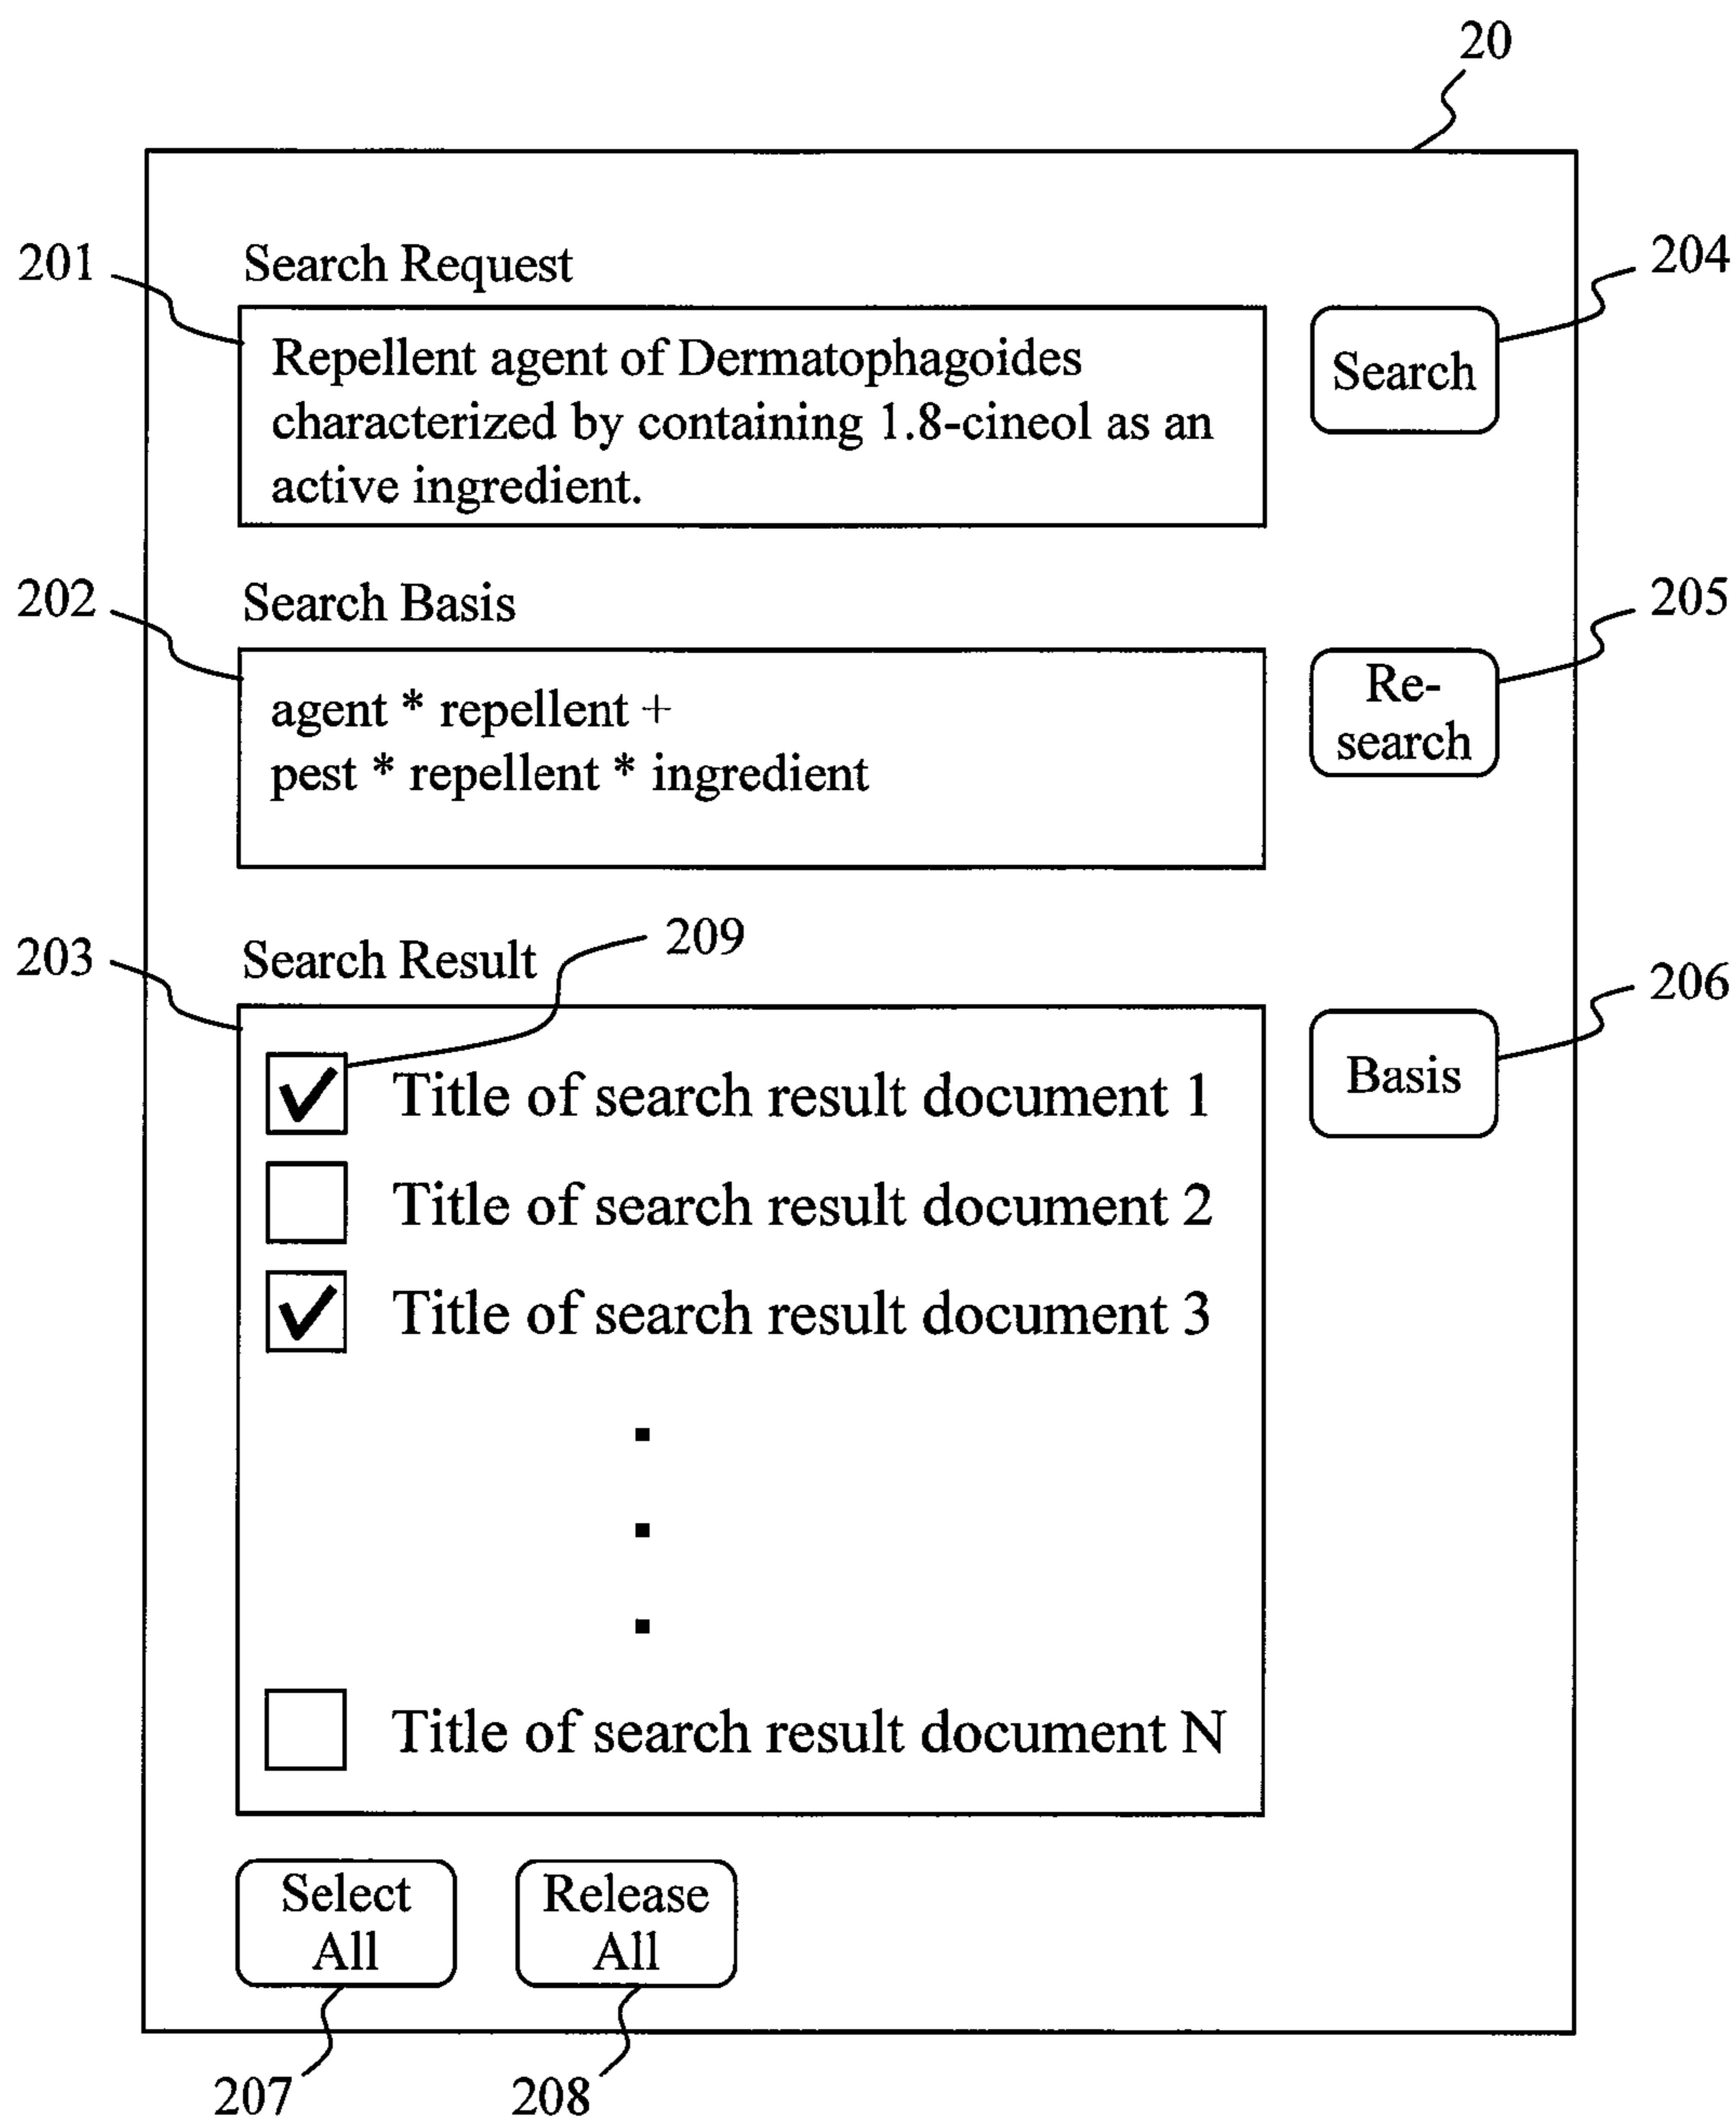 20
201
Search Request
204
Repellent agent of Dermatophagoides
characterized by containing 1.8-cineol as an
active ingredient.
Search
202
Search Basis
205
agent * repellent +
pest * repellent * ingredient
Re-
search
203
Search Result
209
206
Title of search result document 1
Basis
Title of search result document 2
Title of search result document 3
Title of search result document N
Select
All
Release
All
207
208